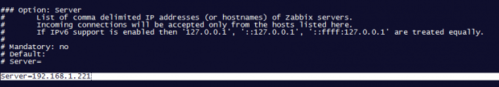 ### Option: Server
#       List of comma delimited IP addresses (or hostnames) of Zabbix servers.
#       Incoming connections will be accepted only from the hosts listed here.
#       If IPv6 support is enabled then '127.0.0.1', '::127.0.0.1', '::ffff:127.0.0.1' are treated equally.
#
# Mandatory: no
# Default:
# Server=

Server=192.168.1.221